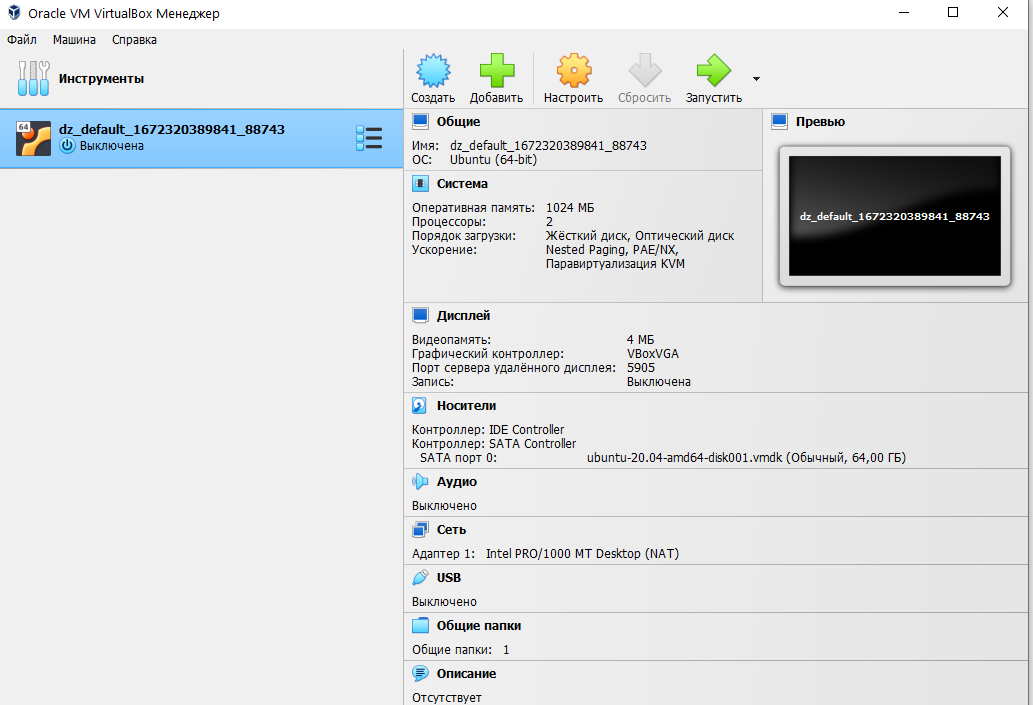 Oracle VM VirtualBox Менеджер
Файл Машина Справка
Инструменты
64
dz_default_1672320389841_88743
Выключена
Создать Добавить Настроить Сбросить Запустить
Общие
Имя: dz_default_1672320389841_88743
ОС: Ubuntu (64-bit)
Система
Оперативная память: 1024 МБ
Процессоры: 2
Порядок загрузки: Жёсткий диск, Оптический диск
Ускорение: Nested Paging, PAE/NX,
Паравиртуализация KVM
Превью
dz_default_1672320389841_88743
Дисплей
Видеопамять: 4 МБ
Графический контроллер: VBoxVGA
Порт сервера удалённого дисплея: 5905
Запись: Выключена
Носители
Контроллер: IDE Controller
Контроллер: SATA Controller
SATA порт 0: ubuntu-20.04-amd64-disk001.vmdk (Обычный, 64,00 ГБ)
Аудио
Выключено
Сеть
Адаптер 1: Intel PRO/1000 MT Desktop (NAT)
USB
Выключено
Общие папки
Общие папки: 1
Описание
Отсутствует